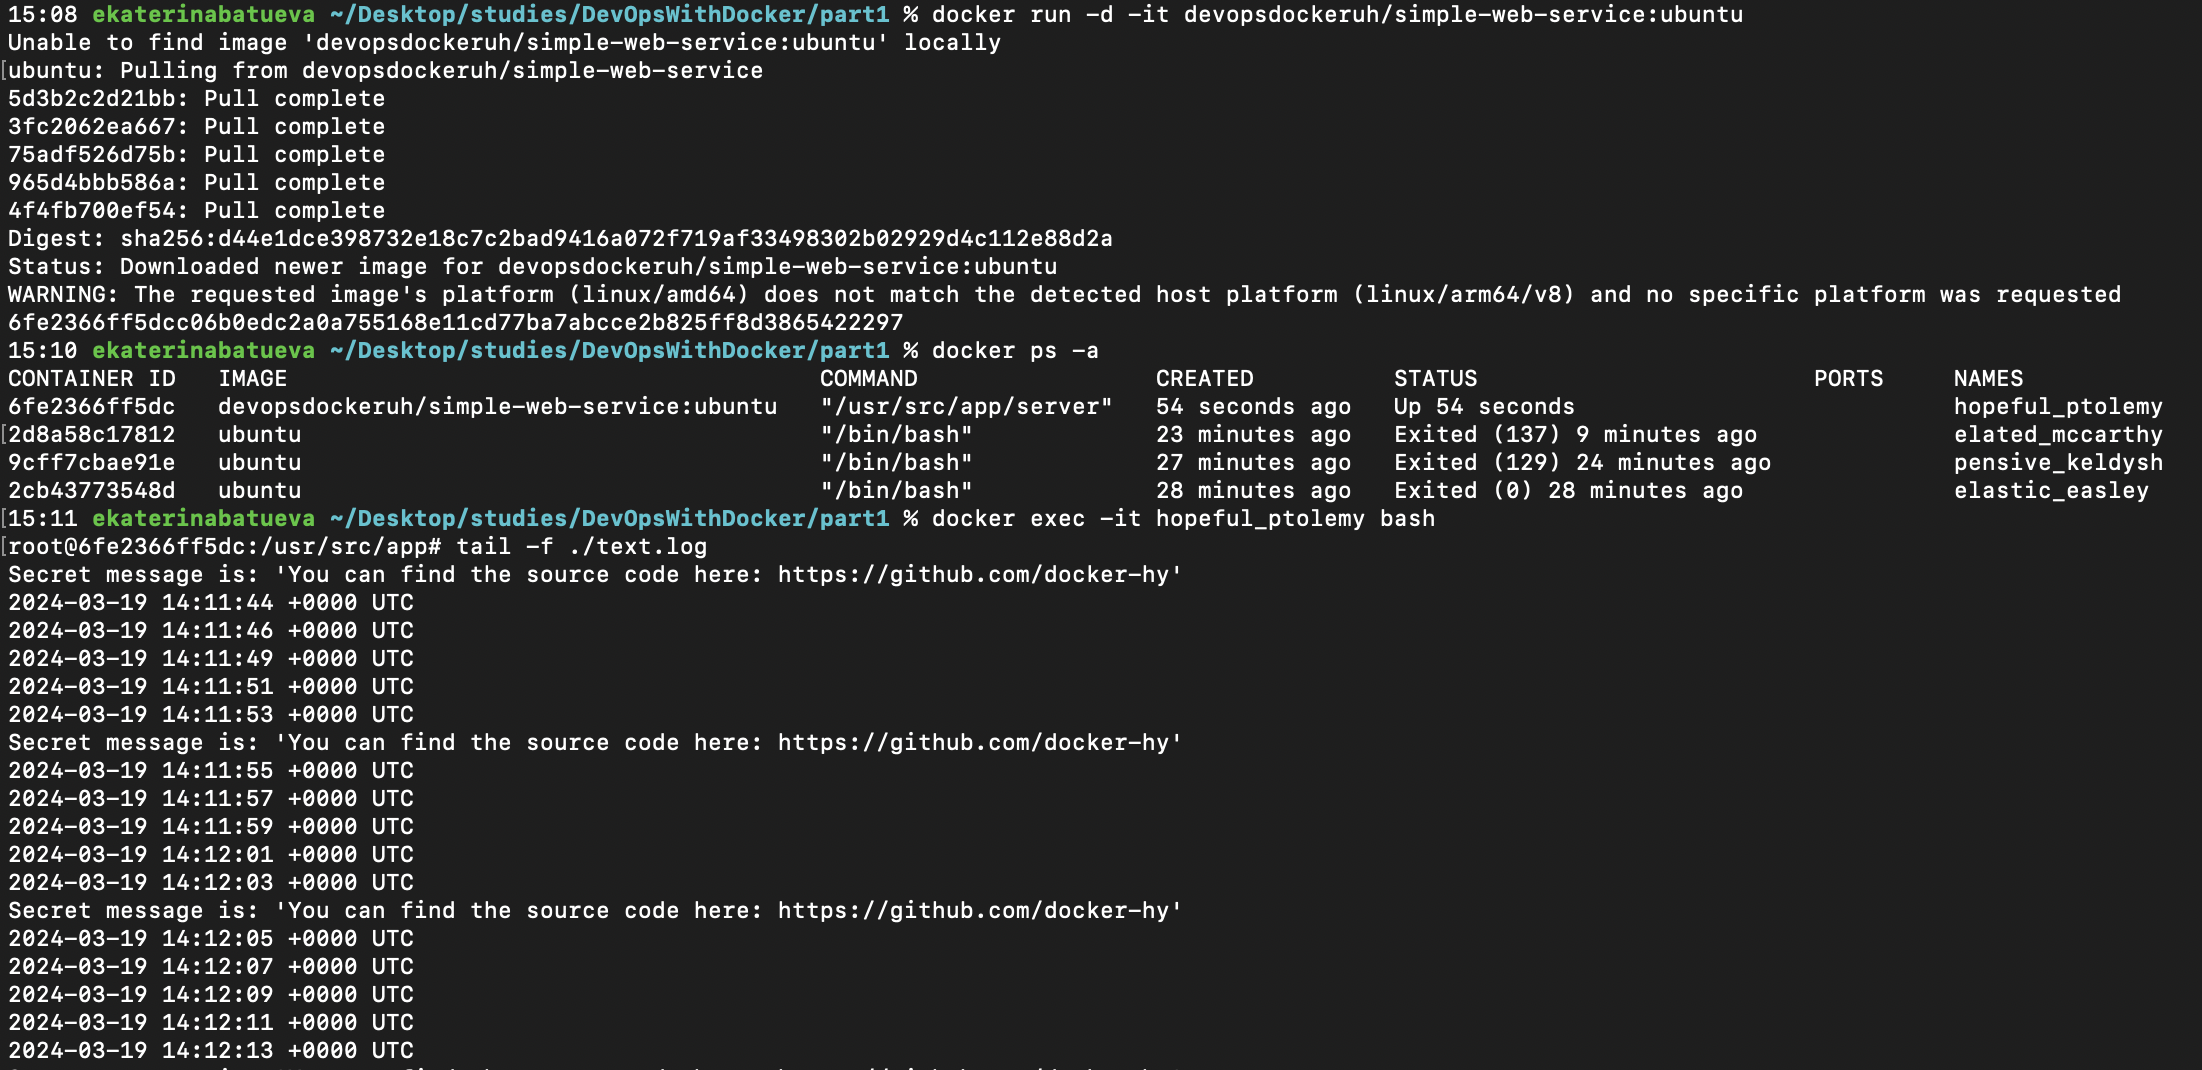 15:08 ekaterinabatueva ~/Desktop/studies/DevOpsWithDocker/part1 % docker run -d -it devopsdockeruh/simple-web-service:ubuntu
Unable to find image 'devopsdockeruh/simple-web-service:ubuntu' locally
[ubuntu: Pulling from devopsdockeruh/simple-web-service
5d3b2c2d21bb: Pull complete
3fc2062ea667: Pull complete
75adf526d75b: Pull complete
965d4bbb586a: Pull complete
4f4fb700ef54: Pull complete
Digest: sha256:d44e1dce398732e18c7c2bad9416a072f719af33498302b02929d4c112e88d2a
Status: Downloaded newer image for devopsdockeruh/simple-web-service:ubuntu
WARNING: The requested image's platform (linux/amd64) does not match the detected host platform (linux/arm64/v8) and no specific platform was requested
6fe2366ff5dcc06b0edc2a0a755168e11cd77ba7abcce2b825ff8d3865422297
15:10 ekaterinabatueva ~/Desktop/studies/DevOpsWithDocker/part1 % docker ps -a
CONTAINER ID   IMAGE                                      COMMAND                 CREATED          STATUS                        PORTS     NAMES
6fe2366ff5dc   devopsdockeruh/simple-web-service:ubuntu   "/usr/src/app/server"   54 seconds ago   Up 54 seconds                           hopeful_ptolemy
[2d8a58c17812   ubuntu                                     "/bin/bash"             23 minutes ago   Exited (137) 9 minutes ago              elated_mccarthy
9cff7cbae91e   ubuntu                                     "/bin/bash"             27 minutes ago   Exited (129) 24 minutes ago             pensive_keldysh
2cb43773548d   ubuntu                                     "/bin/bash"             28 minutes ago   Exited (0) 28 minutes ago               elastic_easley
[15:11 ekaterinabatueva ~/Desktop/studies/DevOpsWithDocker/part1 % docker exec -it hopeful_ptolemy bash
[root@6fe2366ff5dc:/usr/src/app# tail -f ./text.log
Secret message is: 'You can find the source code here: https://github.com/docker-hy'
2024-03-19 14:11:44 +0000 UTC
2024-03-19 14:11:46 +0000 UTC
2024-03-19 14:11:49 +0000 UTC
2024-03-19 14:11:51 +0000 UTC
2024-03-19 14:11:53 +0000 UTC
Secret message is: 'You can find the source code here: https://github.com/docker-hy'
2024-03-19 14:11:55 +0000 UTC
2024-03-19 14:11:57 +0000 UTC
2024-03-19 14:11:59 +0000 UTC
2024-03-19 14:12:01 +0000 UTC
2024-03-19 14:12:03 +0000 UTC
Secret message is: 'You can find the source code here: https://github.com/docker-hy'
2024-03-19 14:12:05 +0000 UTC
2024-03-19 14:12:07 +0000 UTC
2024-03-19 14:12:09 +0000 UTC
2024-03-19 14:12:11 +0000 UTC
2024-03-19 14:12:13 +0000 UTC